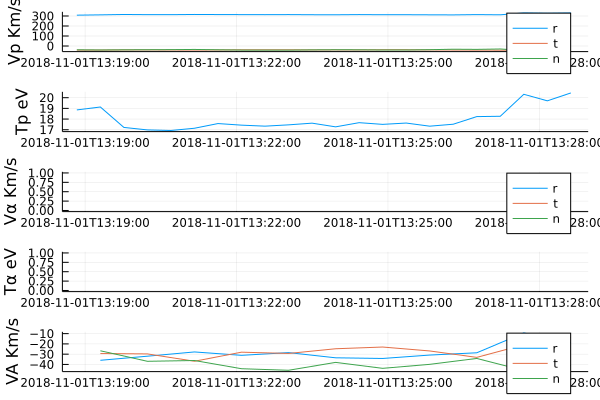 Vp Km/s
300
200
100
0
2018-11-01T13:19:00 2018-11-01T13:22:00 2018-11-01T13:25:00 2018-11-01T13:28:00
r
t
n
Tp eV
20
19
18
17
2018-11-01T13:19:00 2018-11-01T13:22:00 2018-11-01T13:25:00 2018-11-01T13:28:00
Vα Km/s
1.00
0.75
0.50
0.25
0.00
2018-11-01T13:19:00 2018-11-01T13:22:00 2018-11-01T13:25:00 2018-
28:00
r
t
n
Tα eV
1.00
0.75
0.50
0.25
0.00
2018-11-01T13:19:00 2018-11-01T13:22:00 2018-11-01T13:25:00 2018-11-01T13:28:00
VA Km/s
−10
−20
−30
−40
2018-11-01T13:19:00 2018-11-01T13:22:00 2018-11-01T13:25:00 2018-
28:00
r
t
n